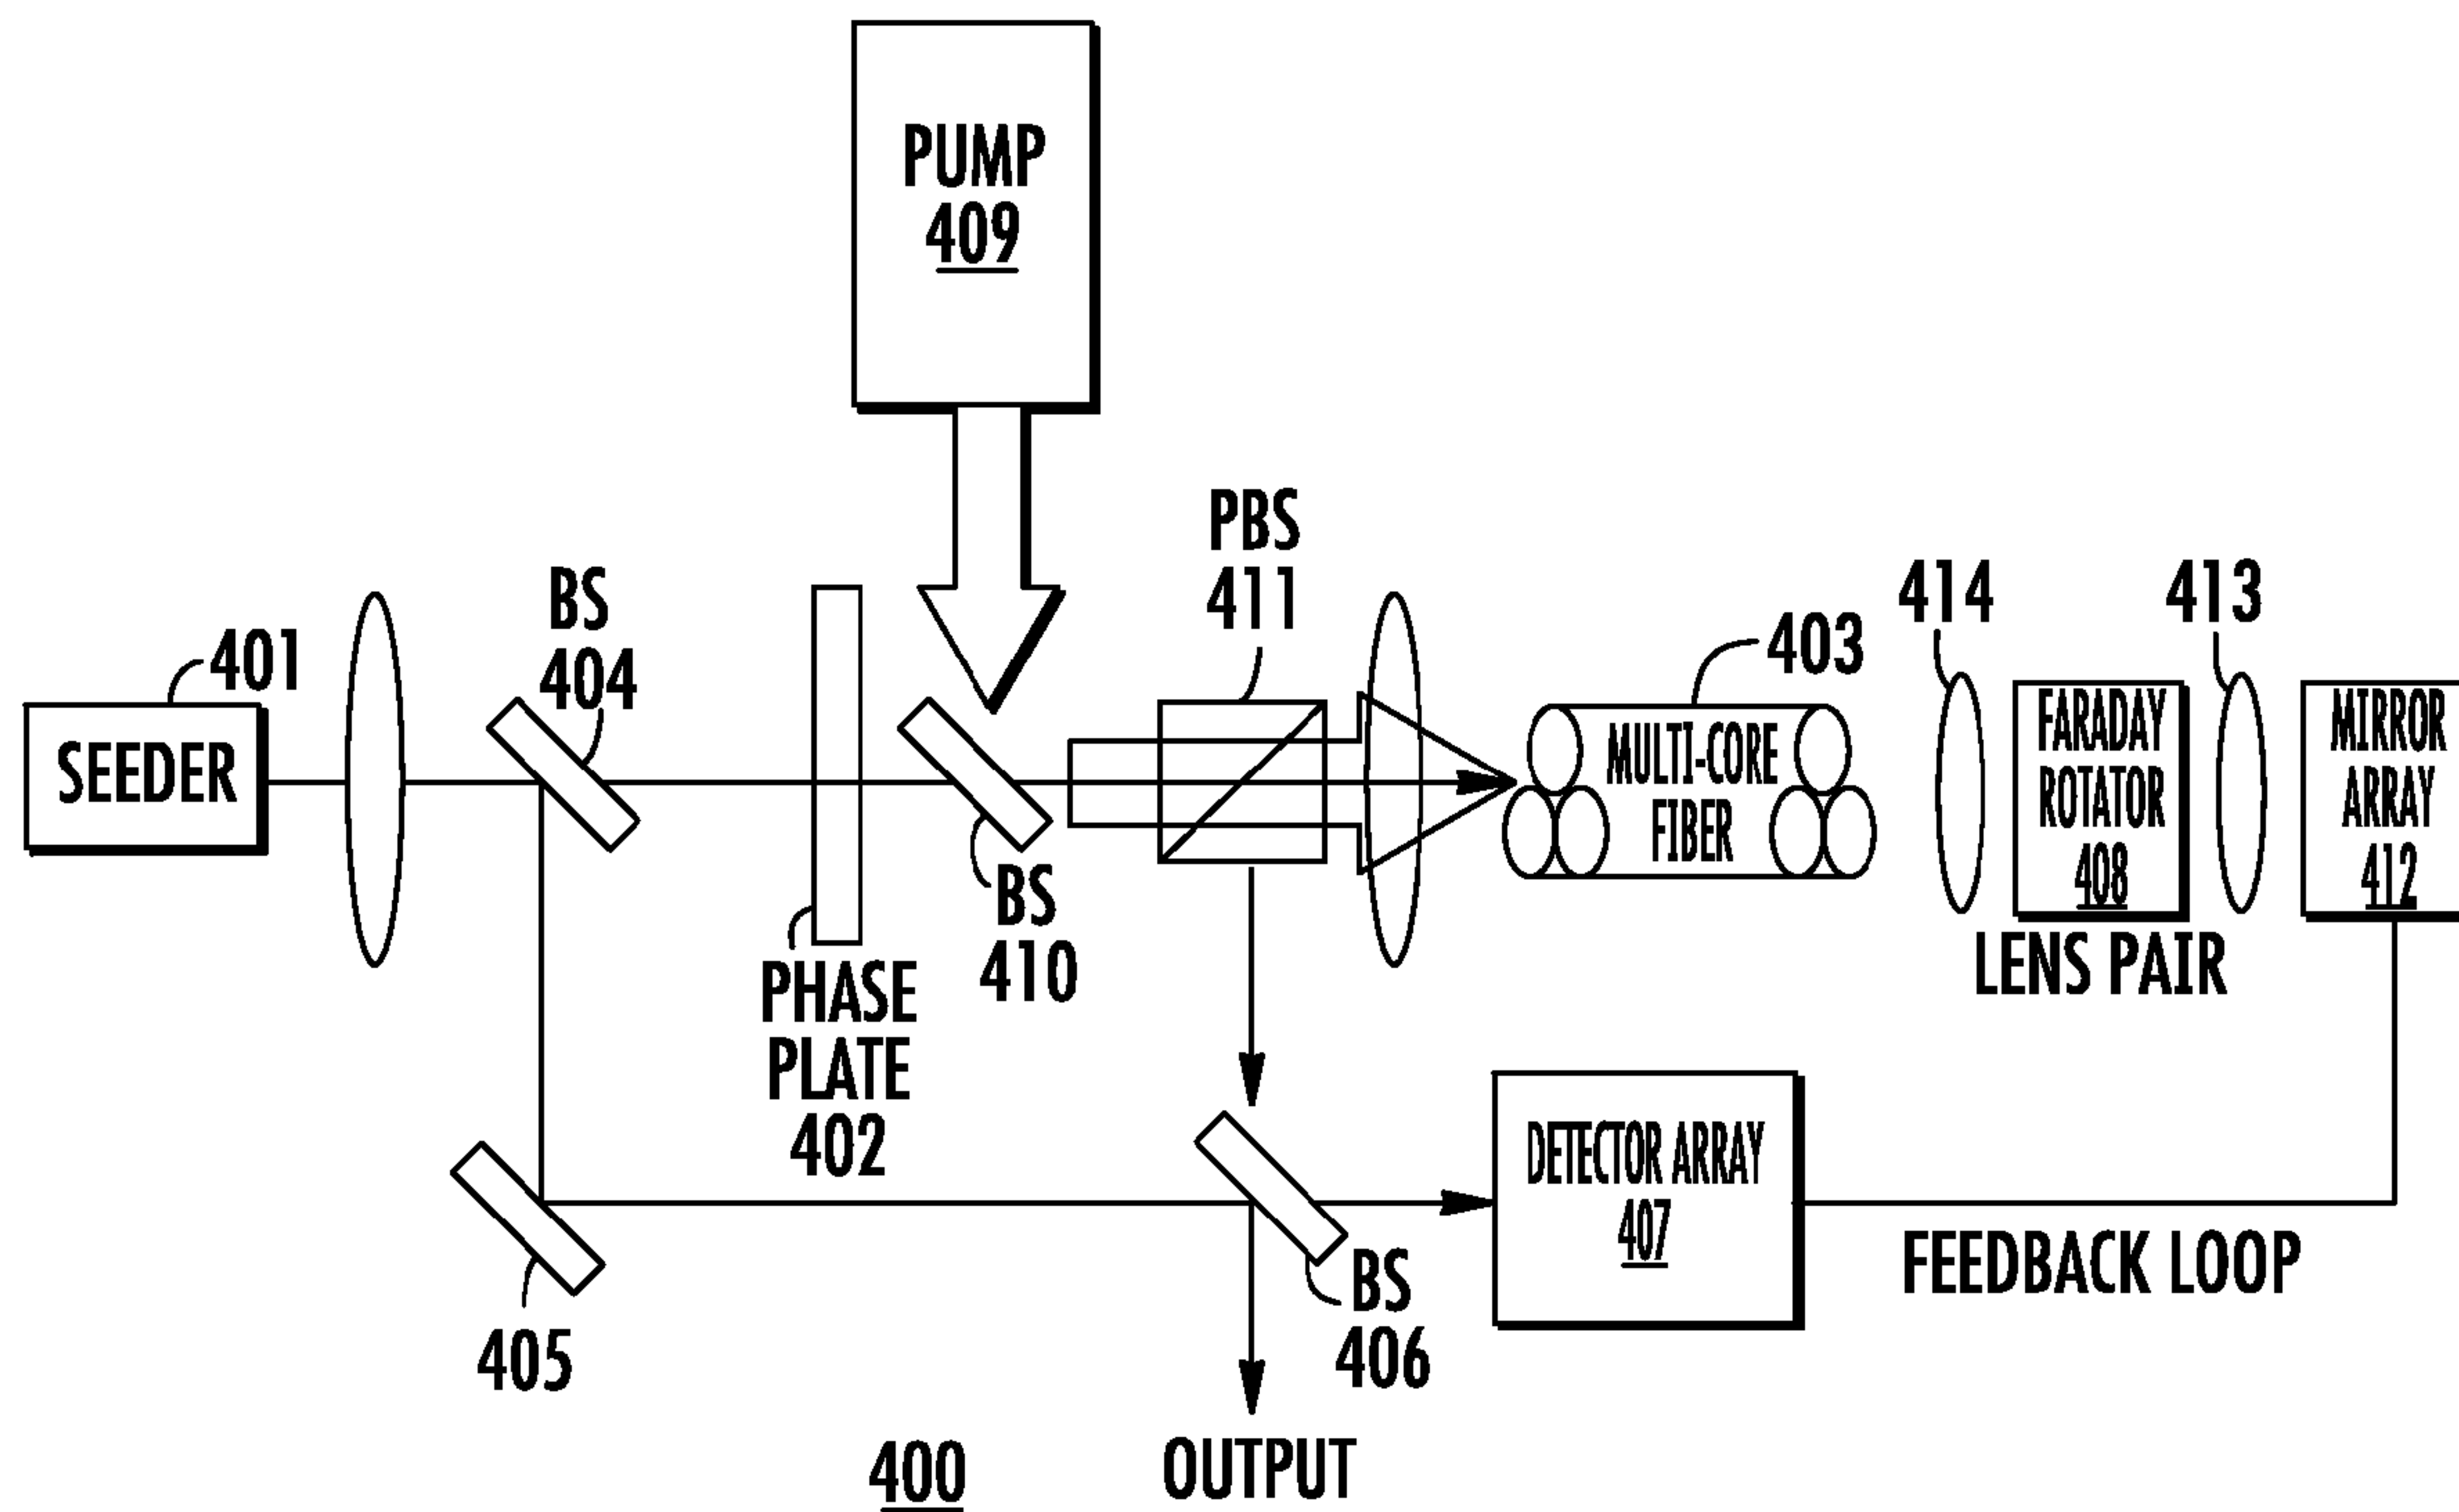 PUMP
409
PBS
411
BS
404
401
SEEDER
414
413
403
MULTI-CORE
FIBER
FARADAY
ROTATOR
408
MIRROR
ARRAY
412
LENS PAIR
BS
410
PHASE
PLATE
402
DETECTOR ARRAY
407
FEEDBACK LOOP
BS
406
405
OUTPUT
400